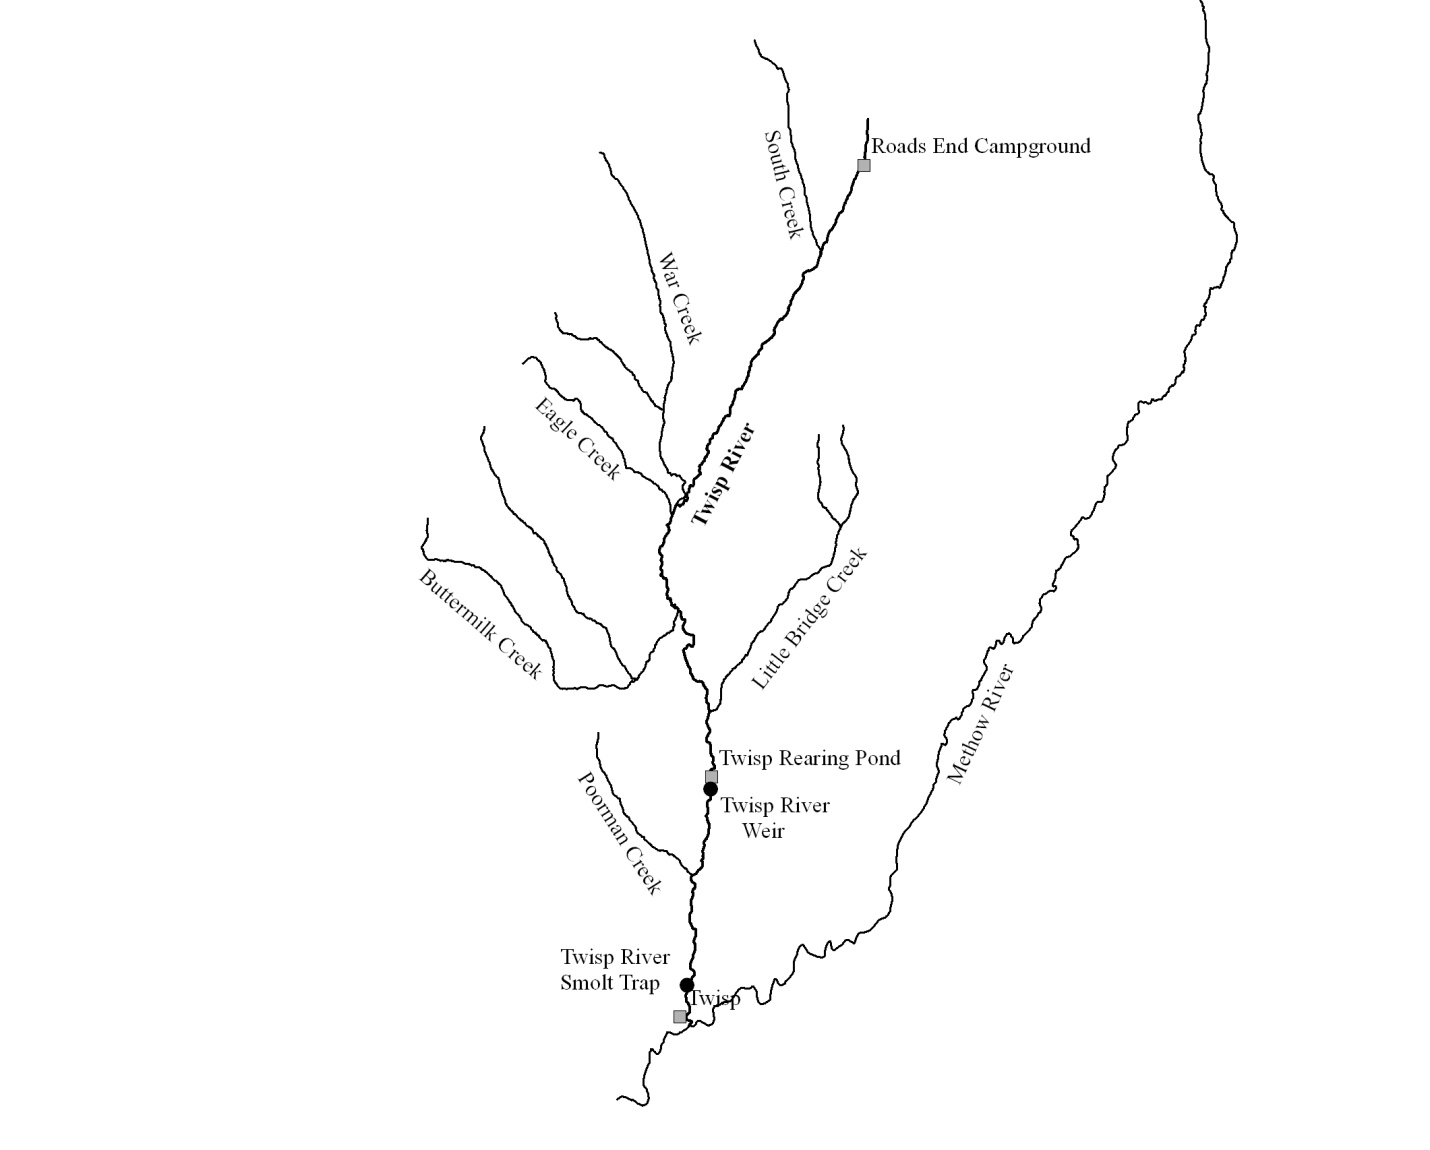 Roads End Campground
South Creek
War Creek
Eagle Creek
Twisp River
Buttermilk Creek
Little Bridge Creek
Methow River
Twisp Rearing Pond
Twisp River
Weir
Poorman Creek
Twisp River
Smolt Trap
Twisp